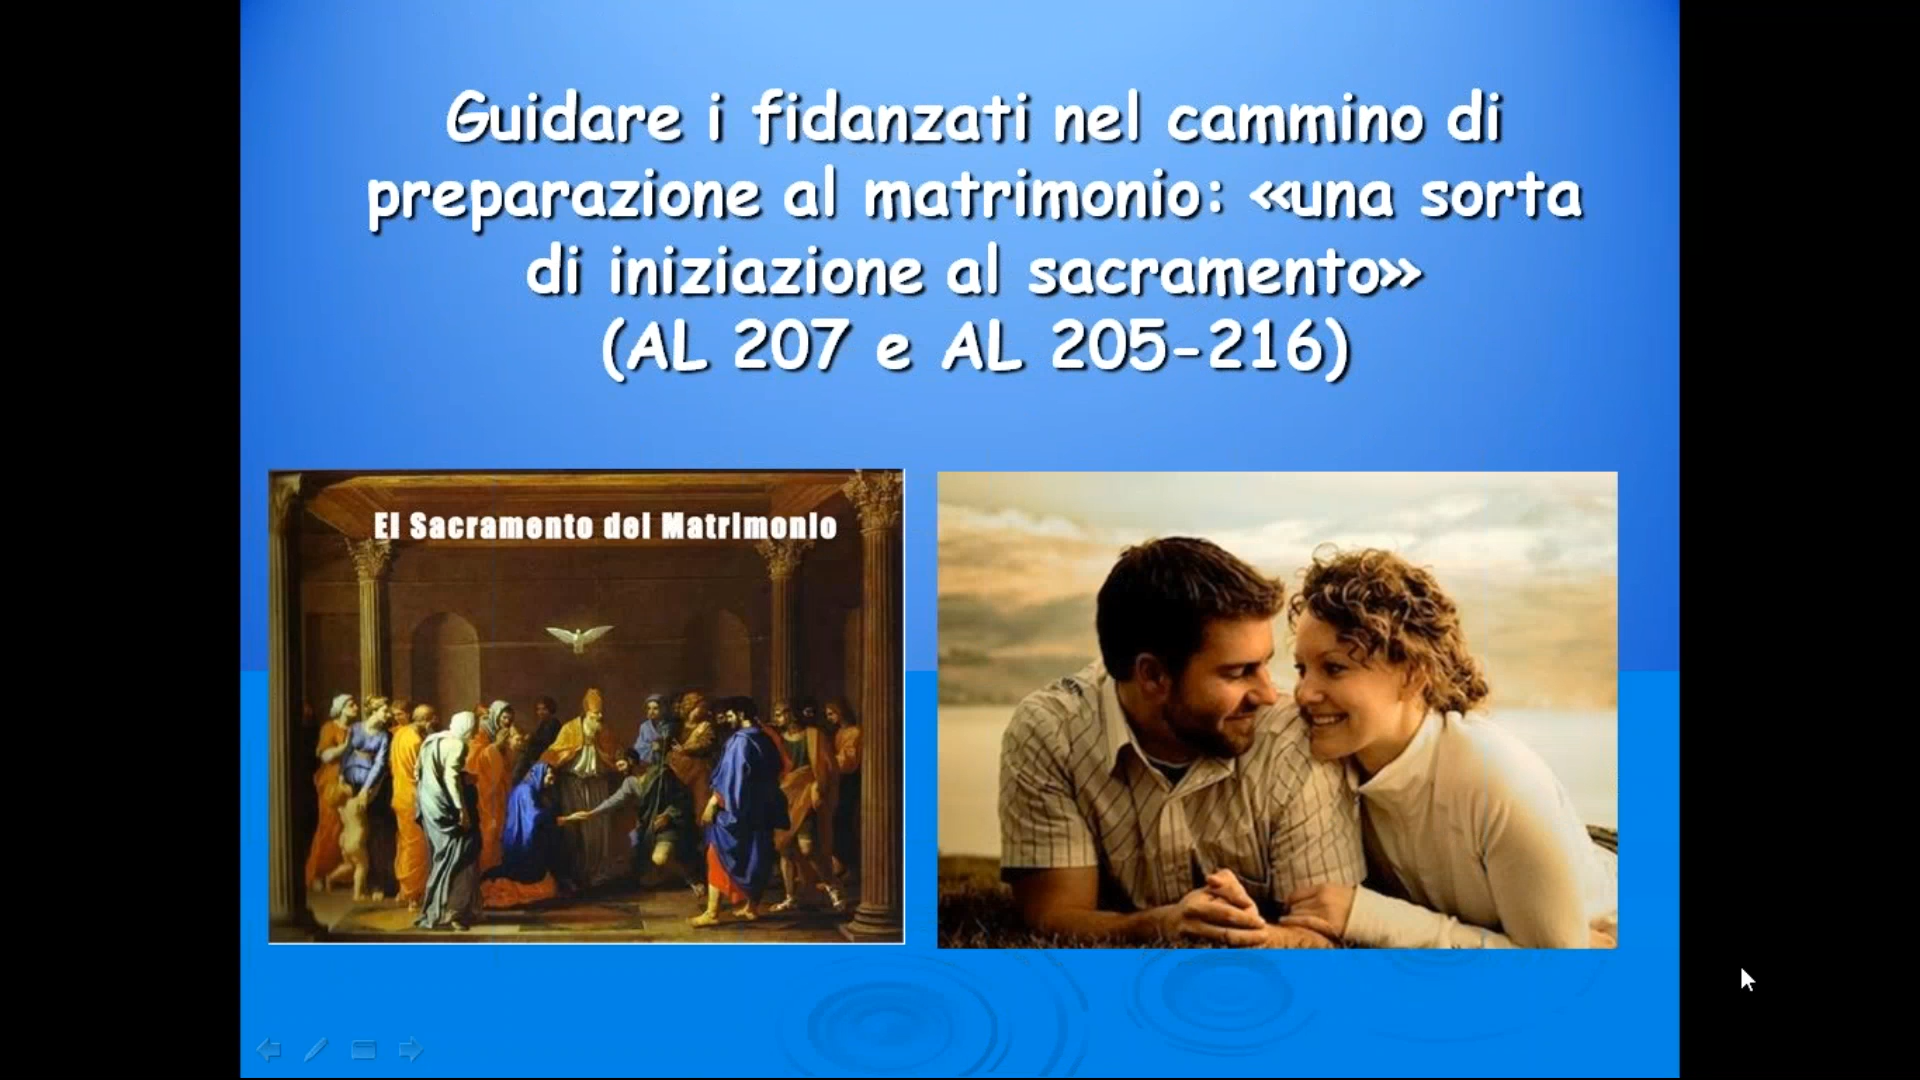 Guidare i fidanzati nel cammino di
preparazione al matrimonio: «una sorta
di iniziazione al sacramento»
(AL 207 e AL 205-216)
El Sacramento del Matrimonio